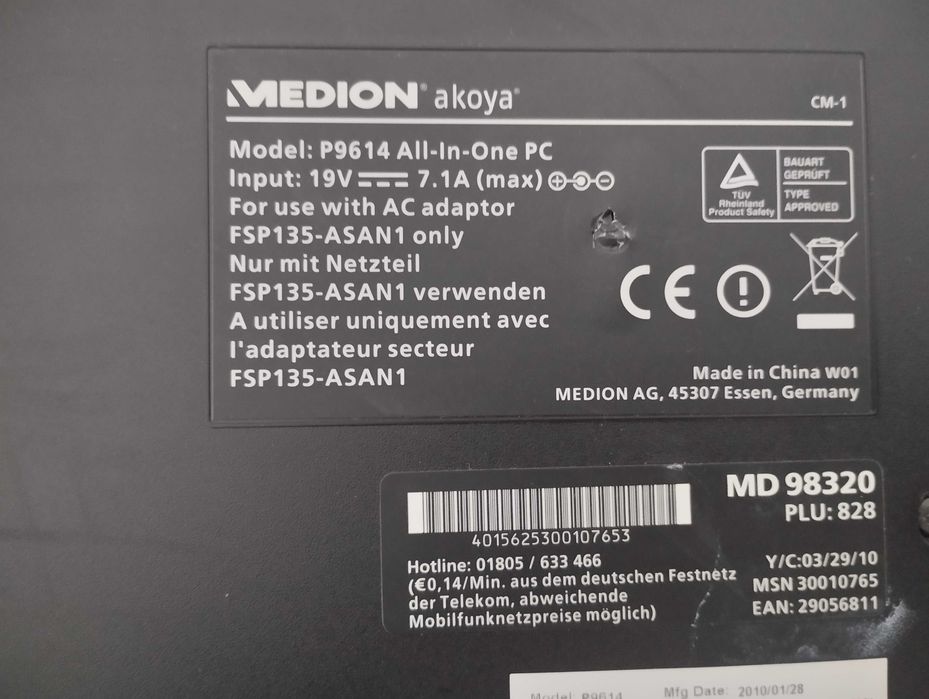 MEDION® akoya®
CM-1
Model: P9614 All-In-One PC
Input: 19V ⎓ 7.1A (max)
For use with AC adaptor
FSP135-ASAN1 only
Nur mit Netzteil
FSP135-ASAN1 verwenden
A utiliser uniquement avec
l'adaptateur secteur
FSP135-ASAN1
TÜV
Rheinland
Product Safety
BAUART
GEPRÜFT
TYPE
APPROVED
CE
Made in China W01
MEDION AG, 45307 Essen, Germany
4015625300107653
Hotline: 01805 / 633 466
(€0,14/Min. aus dem deutschen Festnetz
der Telekom, abweichende
Mobilfunknetzpreise möglich)
MD 98320
PLU: 828
Y/C:03/29/10
MSN 30010765
EAN: 29056811
Model: P9614
Mfg Date: 2010/01/28